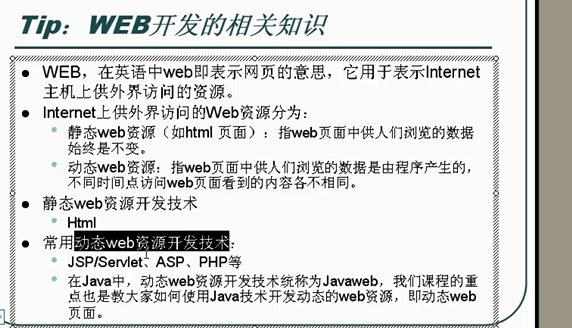 Tip：WEB开发的相关知识
WEB，在英语中web即表示网页的意思，它用于表示Internet
主机上供外界访问的资源。
Internet上供外界访问的Web资源分为：
静态web资源（如html 页面）：指web页面中供人们浏览的数据
始终是不变。
动态web资源：指web页面中供人们浏览的数据是由程序产生的，
不同时间点访问web页面看到的内容各不相同。
静态web资源开发技术
Html
常用动态web资源开发技术：
JSP/Servlet、ASP、PHP等
在Java中，动态web资源开发技术统称为Javaweb，我们课程的重
点也是教大家如何使用Java技术开发动态的web资源，即动态web
页面。